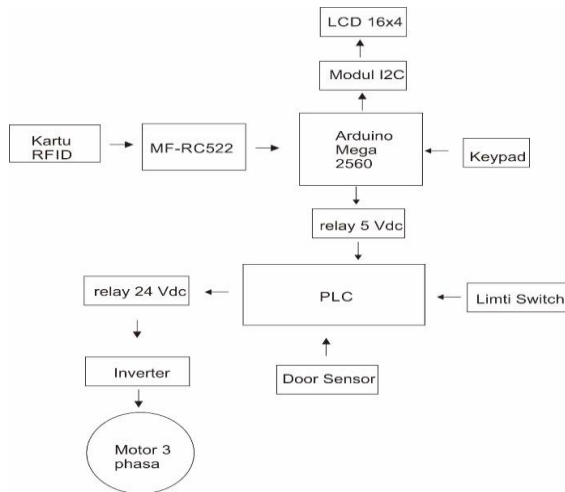 LCD 16x4
Modul I2C
Kartu
RFID
MF-RC522
Arduino
Mega
2560
Keypad
relay 5 Vdc
relay 24 Vdc
PLC
Limti Switch
Inverter
Door Sensor
Motor 3
phasa